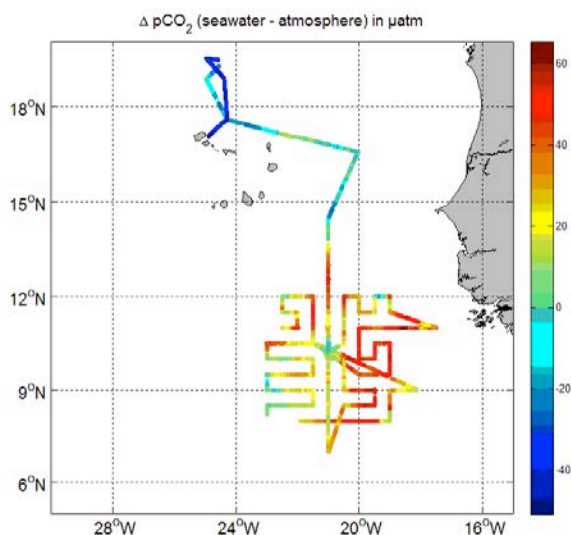 Δ pCO2 (seawater - atmosphere) in µatm
18°N
15°N
12°N
9°N
6°N
28°W 24°W 20°W 16°W
60
40
20
0
-20
-40